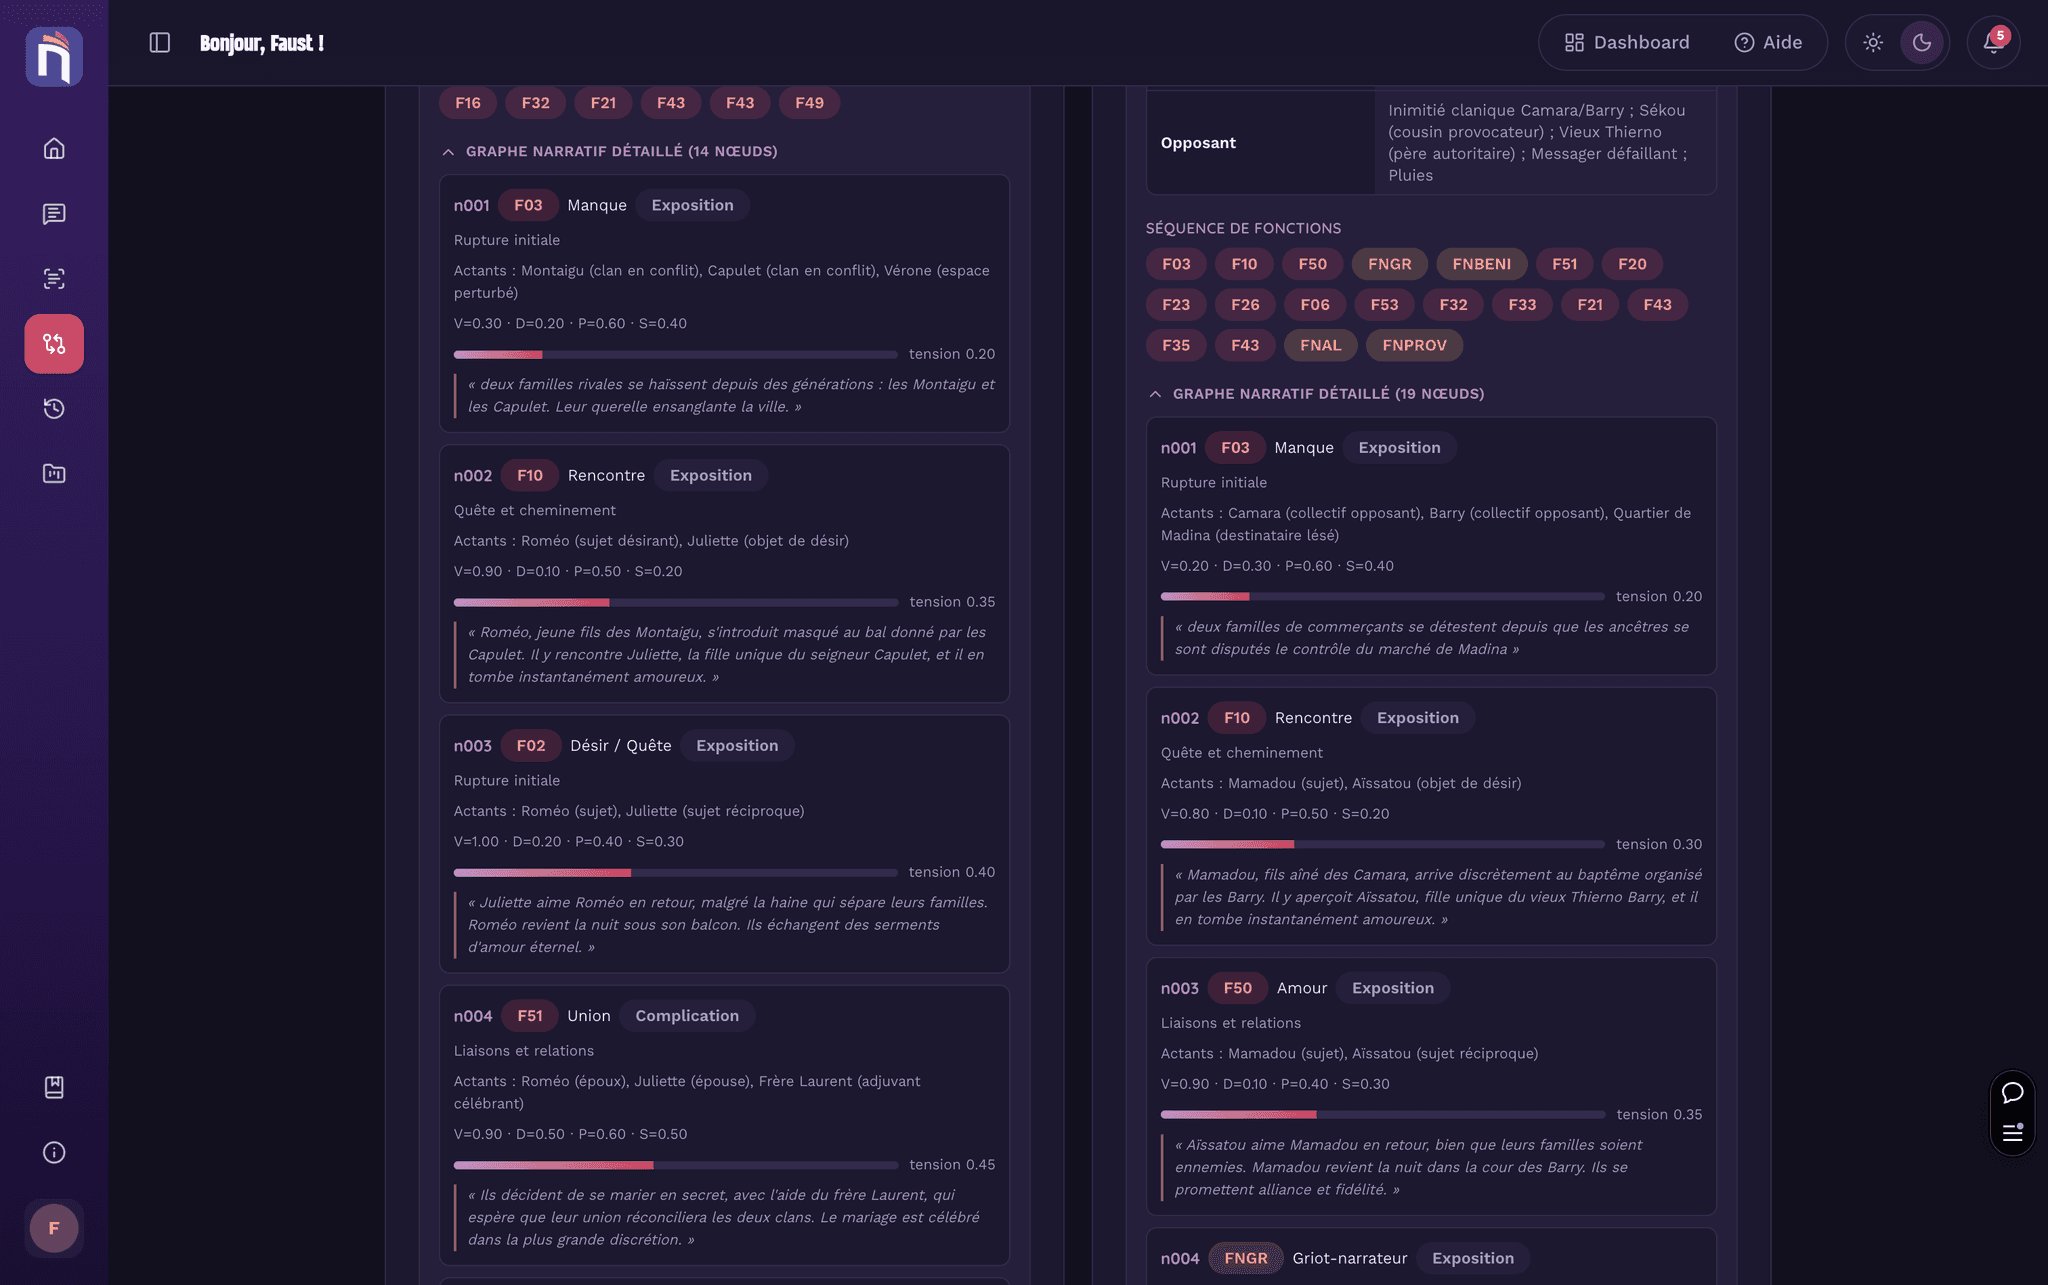 Bonjour, Faust !
Dashboard
Aide
5
F16 F32 F21 F43 F43 F49
GRAPHE NARRATIF DÉTAILLÉ (14 NŒUDS)
n001 F03 Manque Exposition
Rupture initiale
Actants : Montaigu (clan en conflit), Capulet (clan en conflit), Vérone (espace
perturbé)
V=0.30 · D=0.20 · P=0.60 · S=0.40
tension 0.20
« deux familles rivales se haïssent depuis des générations : les Montaigu et
les Capulet. Leur querelle ensanglante la ville. »
n002 F10 Rencontre Exposition
Quête et cheminement
Actants : Roméo (sujet désirant), Juliette (objet de désir)
V=0.90 · D=0.10 · P=0.50 · S=0.20
tension 0.35
« Roméo, jeune fils des Montaigu, s'introduit masqué au bal donné par les
Capulet. Il y rencontre Juliette, la fille unique du seigneur Capulet, et il en
tombe instantanément amoureux. »
n003 F02 Désir / Quête Exposition
Rupture initiale
Actants : Roméo (sujet), Juliette (sujet réciproque)
V=1.00 · D=0.20 · P=0.40 · S=0.30
tension 0.40
« Juliette aime Roméo en retour, malgré la haine qui sépare leurs familles.
Roméo revient la nuit sous son balcon. Ils échangent des serments
d'amour éternel. »
n004 F51 Union Complication
Liaisons et relations
Actants : Roméo (époux), Juliette (épouse), Frère Laurent (adjuvant
célébrant)
V=0.90 · D=0.50 · P=0.60 · S=0.50
tension 0.45
« Ils décident de se marier en secret, avec l'aide du frère Laurent, qui
espère que leur union réconciliera les deux clans. Le mariage est célébré
dans la plus grande discrétion. »
Opposant
Inimitié clanique Camara/Barry ; Sékou
(cousin provocateur) ; Vieux Thierno
(père autoritaire) ; Messager défaillant ;
Pluies
SÉQUENCE DE FONCTIONS
F03 F10 F50 FNGR FNBENI F51 F20
F23 F26 F06 F53 F32 F33 F21 F43
F35 F43 FNAL FNPROV
GRAPHE NARRATIF DÉTAILLÉ (19 NŒUDS)
n001 F03 Manque Exposition
Rupture initiale
Actants : Camara (collectif opposant), Barry (collectif opposant), Quartier de
Madina (destinataire lésé)
V=0.20 · D=0.30 · P=0.60 · S=0.40
tension 0.20
« deux familles de commerçants se détestent depuis que les ancêtres se
sont disputés le contrôle du marché de Madina »
n002 F10 Rencontre Exposition
Quête et cheminement
Actants : Mamadou (sujet), Aïssatou (objet de désir)
V=0.80 · D=0.10 · P=0.50 · S=0.20
tension 0.30
« Mamadou, fils aîné des Camara, arrive discrètement au baptême organisé
par les Barry. Il y aperçoit Aïssatou, fille unique du vieux Thierno Barry, et il
en tombe instantanément amoureux. »
n003 F50 Amour Exposition
Liaisons et relations
Actants : Mamadou (sujet), Aïssatou (sujet réciproque)
V=0.90 · D=0.10 · P=0.40 · S=0.30
tension 0.35
« Aïssatou aime Mamadou en retour, bien que leurs familles soient
ennemies. Mamadou revient la nuit dans la cour des Barry. Ils se
promettent alliance et fidélité. »
n004 FNGR Griot-narrateur Exposition
F